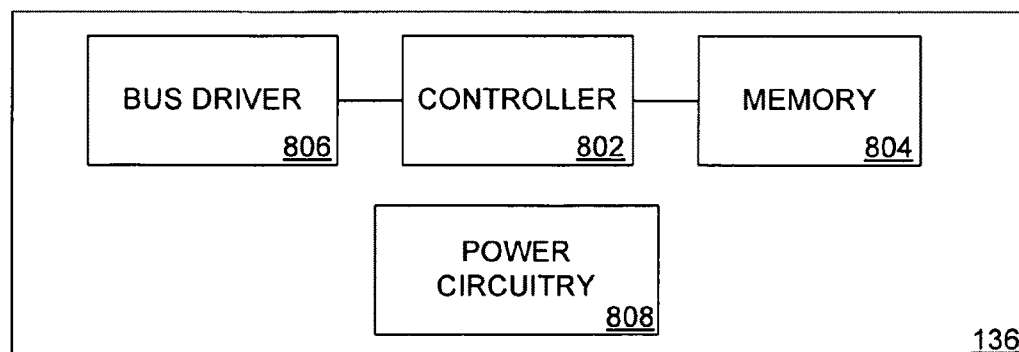 BUS DRIVER
806
CONTROLLER
802
MEMORY
804
POWER
CIRCUITRY
808
136